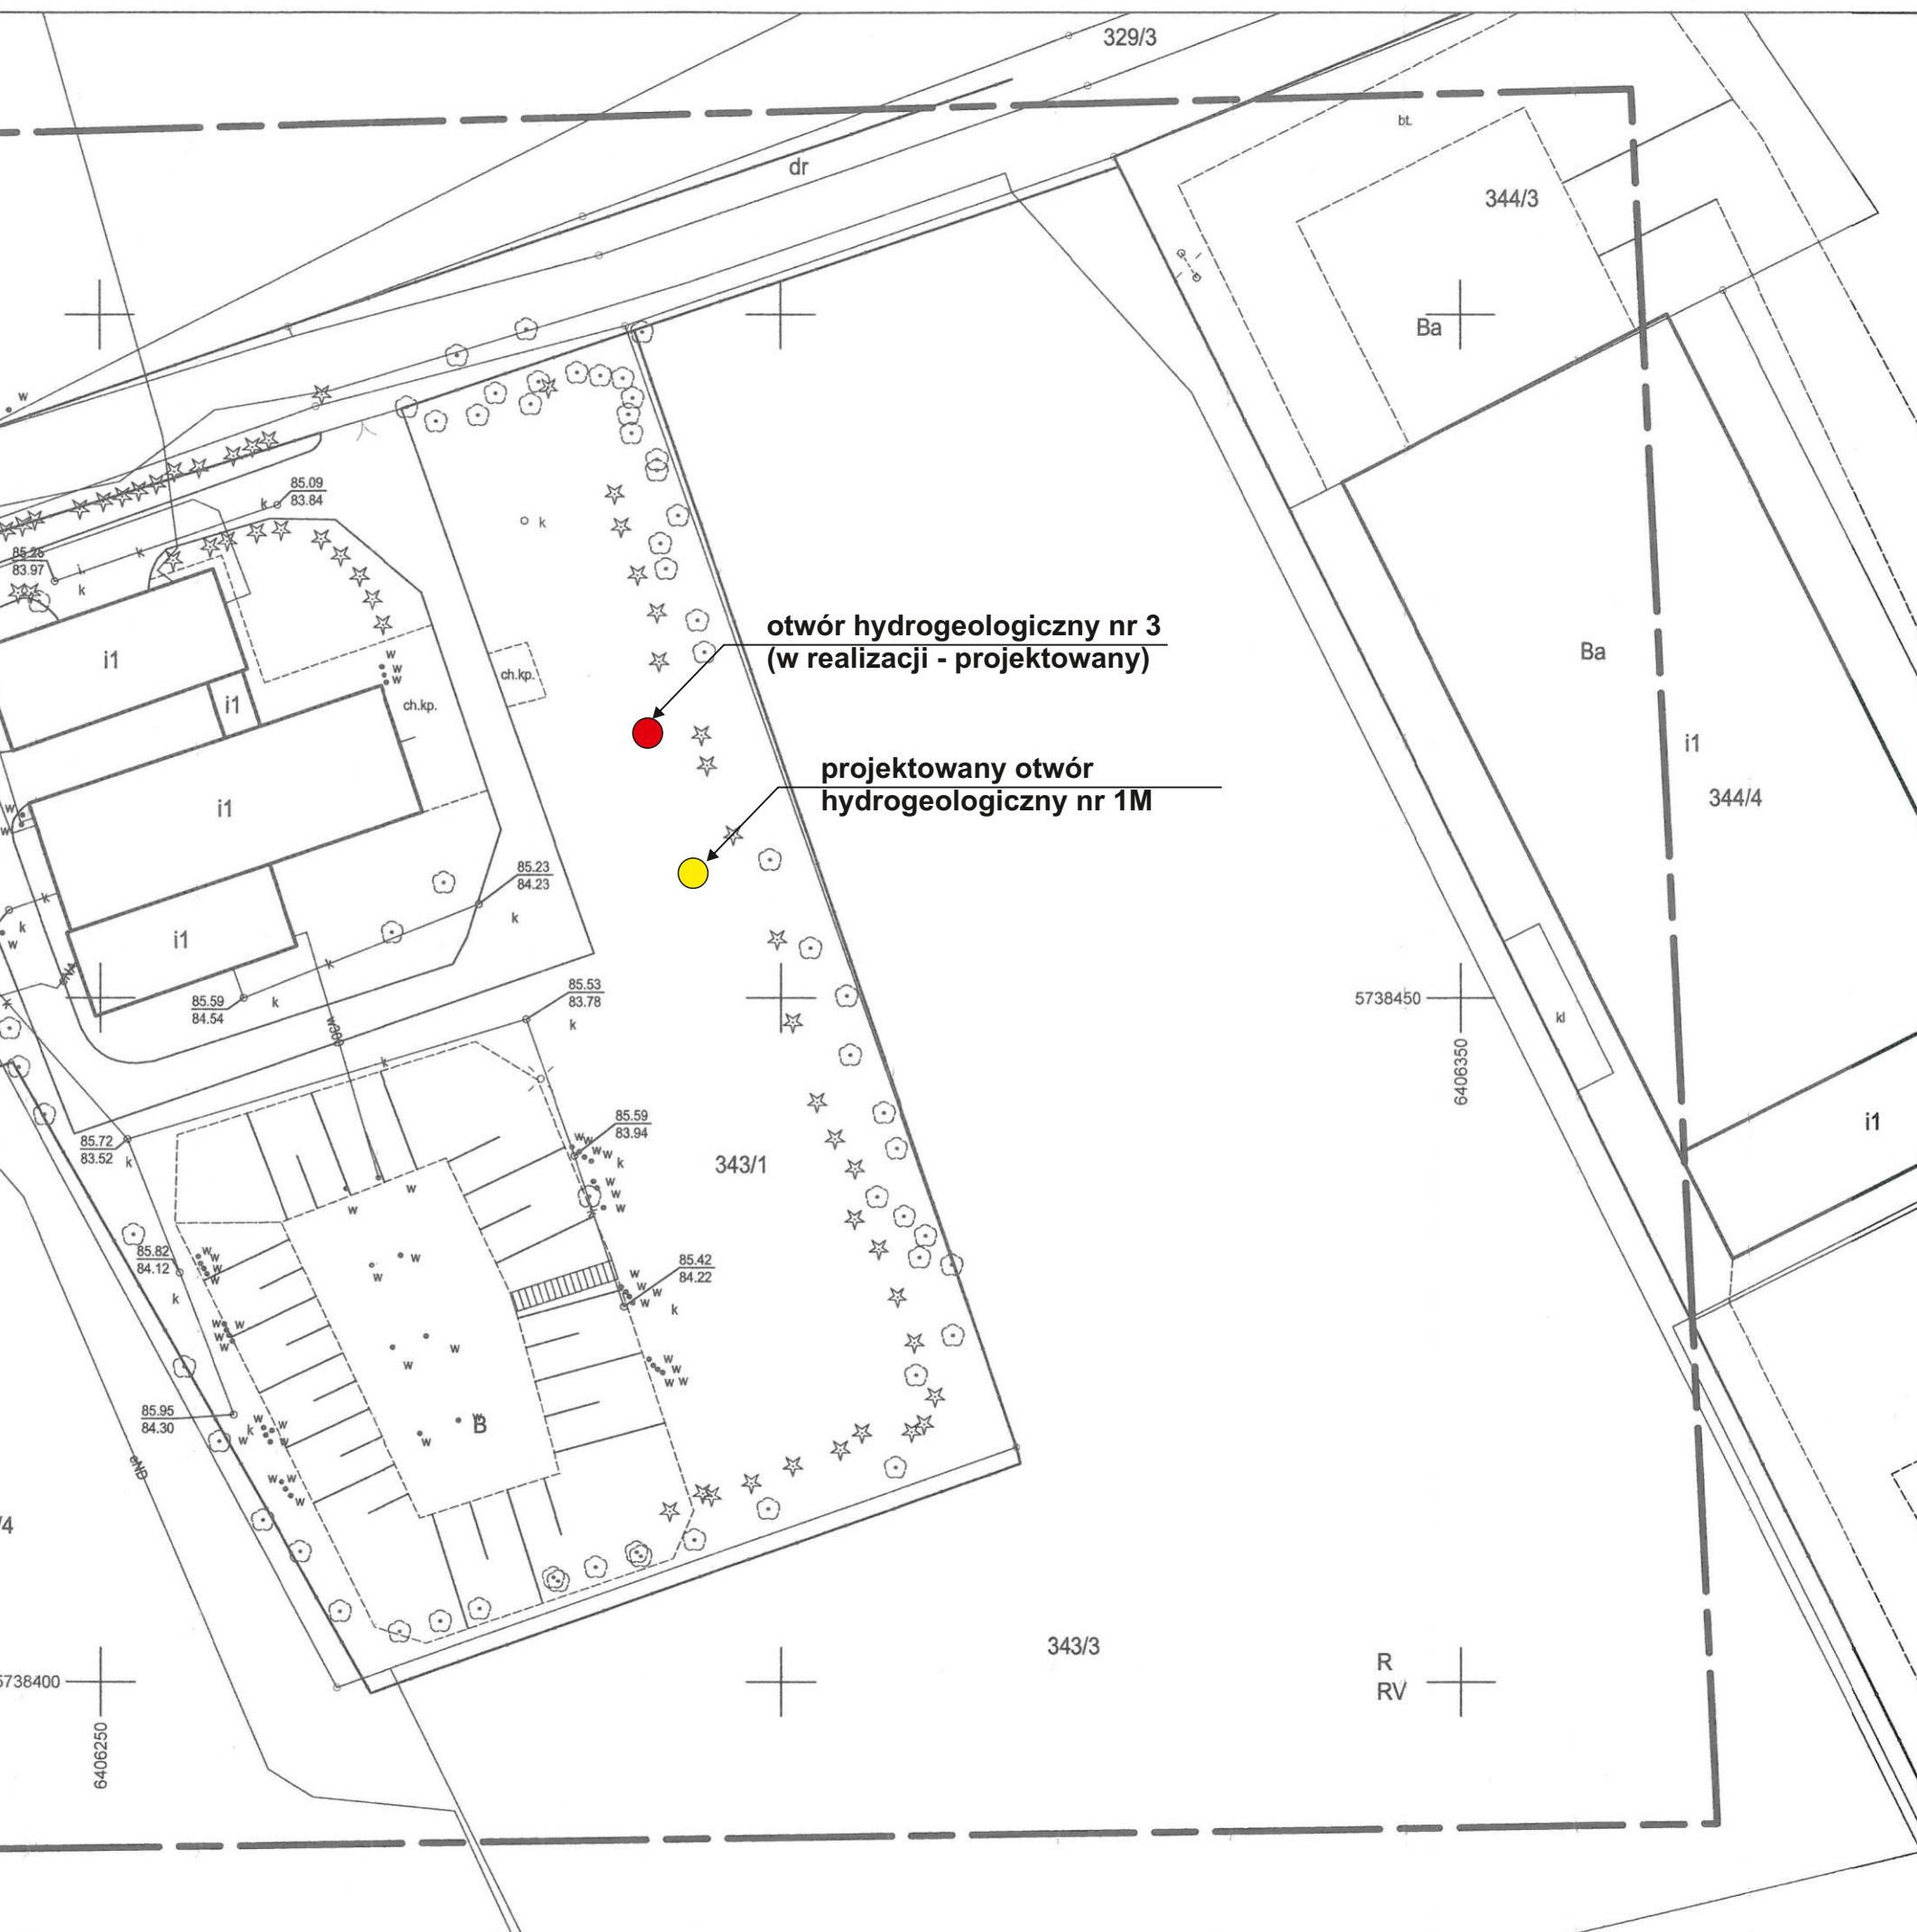 329/3
bt.
dr
344/3
Ba
w
85.09
83.84
k
k
k
83.97
k
otwór hydrogeologiczny nr 3
(w realizacji - projektowany)
i1
w
w
w
ch.kp.
i1
ch.kp.
Ba
i1
projektowany otwór
hydrogeologiczny nr 1M
344/4
i1
w
w
85.23
84.23
k
k
k
w
i1
85.59
84.54
k
85.53
83.78
k
5738450
6406350
kl
w300
k
i1
85.59
83.94
85.72
83.52
k
w w
w w
k
w
w
w
343/1
w
w
85.82
84.12
k
w w
w
w
w
w
85.42
84.22
w
w
w
k
w w
w
w
w
w
w
w
w w
85.95
84.30
w
k
w
w
w
B
w
eND
w w
w
/4
343/3
R
RV
5738400
6406250